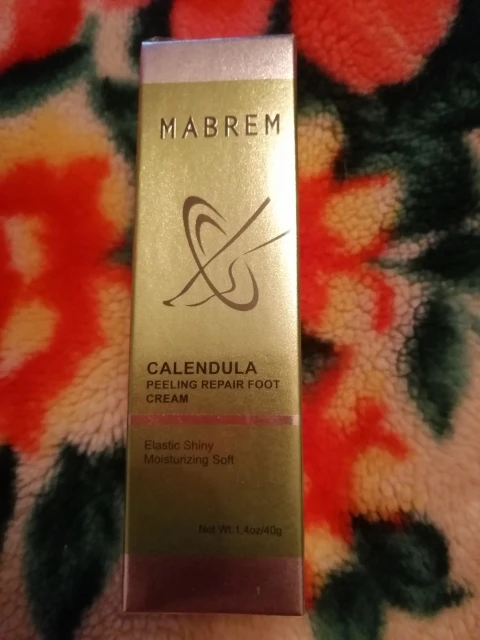 MABREM
CALENDULA
PEELING REPAIR FOOT
CREAM
Elastic Shiny
Moisturizing Soft
Net Wt.1.4oz/40g